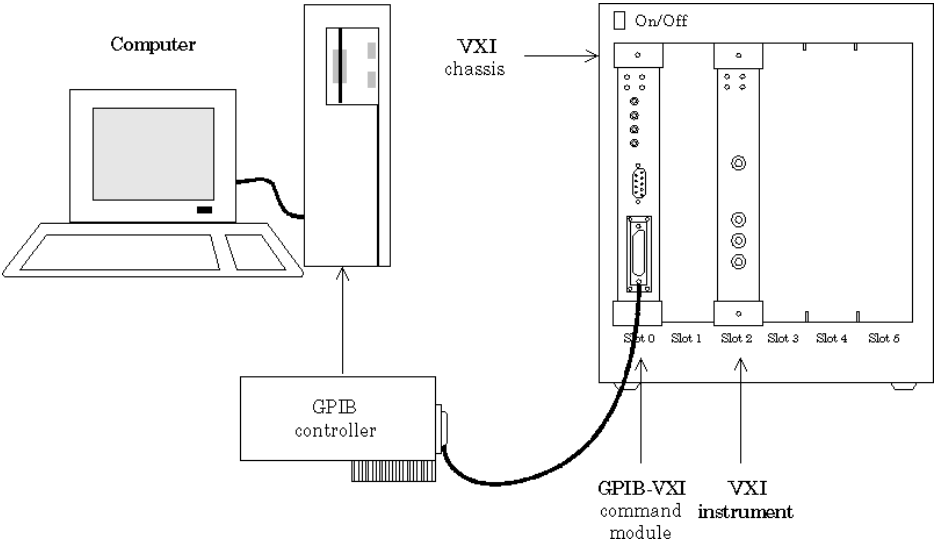 On/Off
Computer
VXI
chassis
Slot 0 Slot 1 Slot 2 Slot 3 Slot 4 Slot 5
GPIB
controller
GPIB-VXI
command
module
VXI
instrument